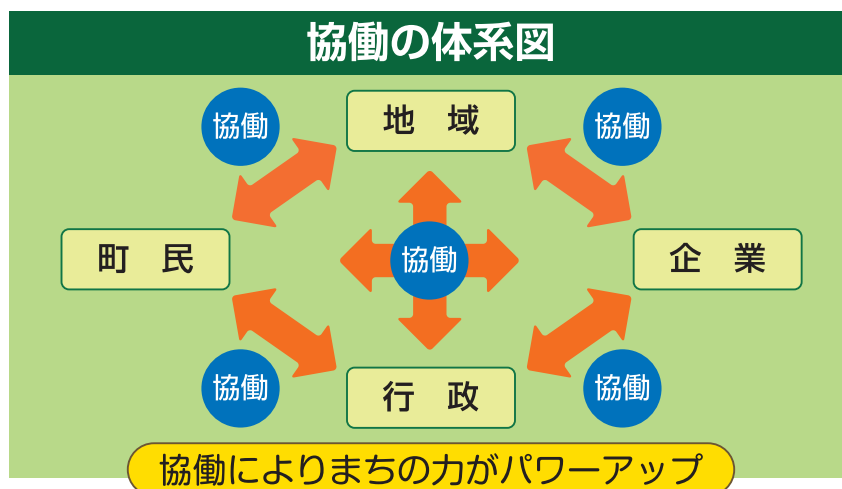 協働の体系図
協働
地　域
協働
町　民
協働
企　業
協働
行　政
協働
協働によりまちの力がパワーアップ